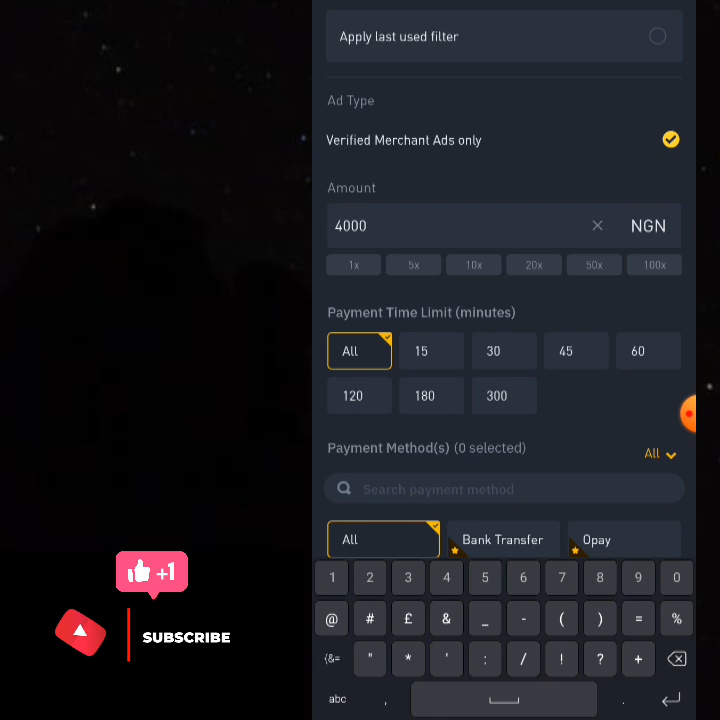 Apply last used filter
Ad Type
Verified Merchant Ads only
Amount
4000 × NGN
1x 5x 10x 20x 50x 100x
Payment Time Limit (minutes)
All 15 30 45 60
120 180 300
Payment Method(s) (0 selected)
All
Search payment method
All Bank Transfer Opay
1 2 3 4 5 6 7 8 9 0
@ # £ & _ - ( ) = %
{&= " * ' : / ! ? +
abc , .
+1
SUBSCRIBE